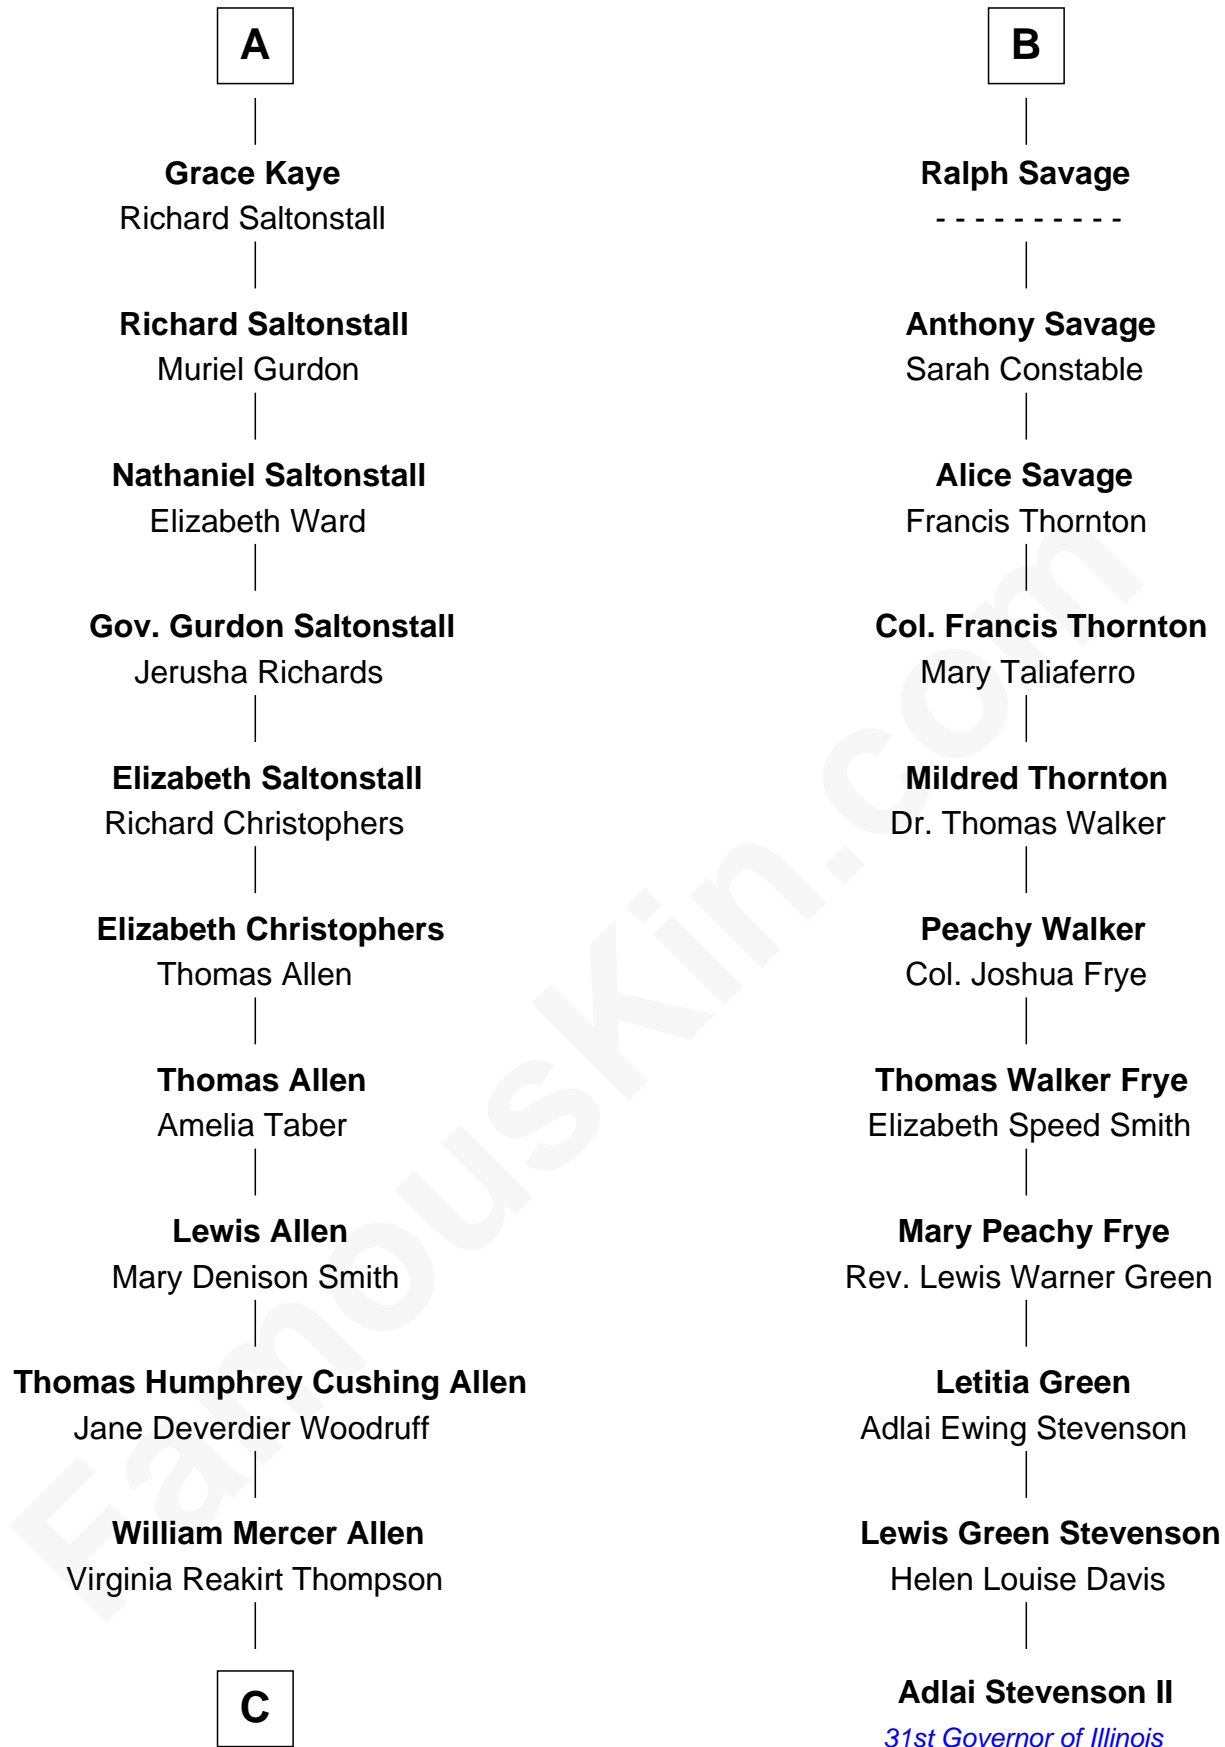 A
Grace Kaye
Richard Saltonstall
Richard Saltonstall
Muriel Gurdon
Nathaniel Saltonstall
Elizabeth Ward
Gov. Gurdon Saltonstall
Jerusha Richards
Elizabeth Saltonstall
Richard Christophers
Elizabeth Christophers
Thomas Allen
Thomas Allen
Amelia Taber
Lewis Allen
Mary Denison Smith
Thomas Humphrey Cushing Allen
Jane Deverdier Woodruff
William Mercer Allen
Virginia Reakirt Thompson
C
B
Ralph Savage
- - - - - - - - - -
Anthony Savage
Sarah Constable
Alice Savage
Francis Thornton
Col. Francis Thornton
Mary Taliaferro
Mildred Thornton
Dr. Thomas Walker
Peachy Walker
Col. Joshua Frye
Thomas Walker Frye
Elizabeth Speed Smith
Mary Peachy Frye
Rev. Lewis Warner Green
Letitia Green
Adlai Ewing Stevenson
Lewis Green Stevenson
Helen Louise Davis
Adlai Stevenson II
31st Governor of Illinois
FamousKin.com